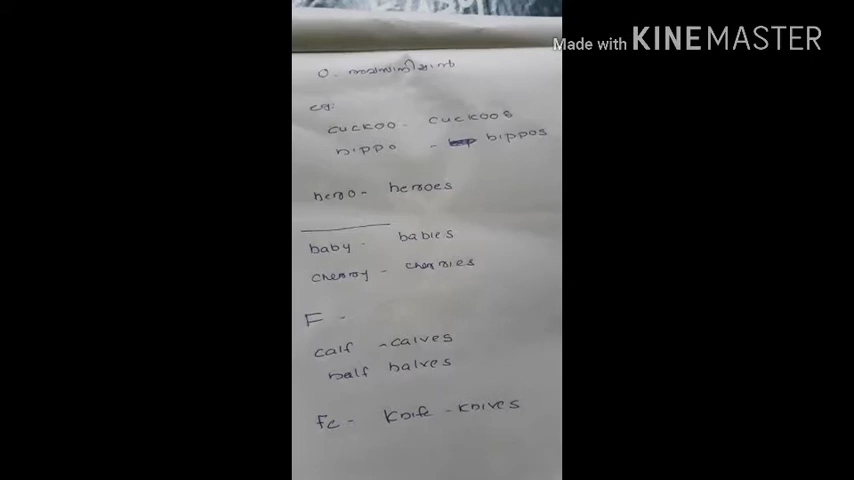 Made with KINEMASTER
O.
ഉദാ:
cuckoo - cuckoos
hippo - hippos
hero - heroes
baby - babies
cherry - cherries
F -
calf - calves
half halves
fe - knife - knives